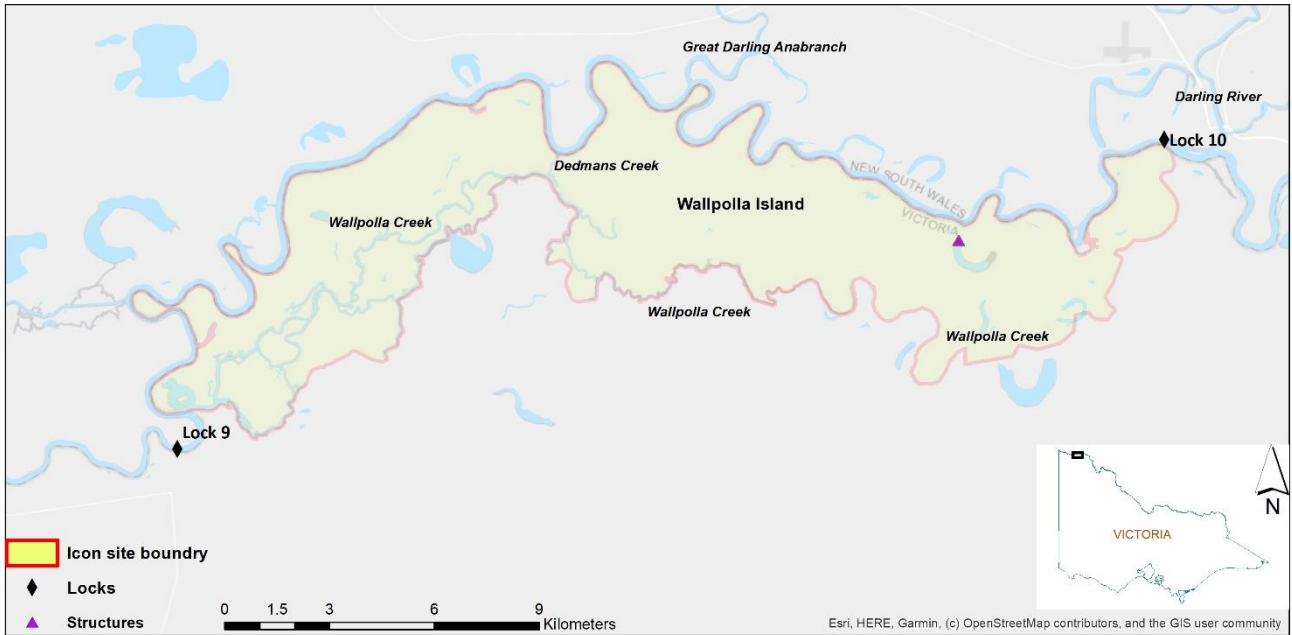 Great Darling Anabranch
Darling River
Lock 10
Dedmans Creek
NEW SOUTH WALES
Wallpolla Island
Wallpolla Creek
VICTORIA
Wallpolla Creek
Wallpolla Creek
Lock 9
N
VICTORIA
Icon site boundry
Locks
Structures
0 1.5 3 6 9
Kilometers
Esri, HERE, Garmin, (c) OpenStreetMap contributors, and the GIS user community